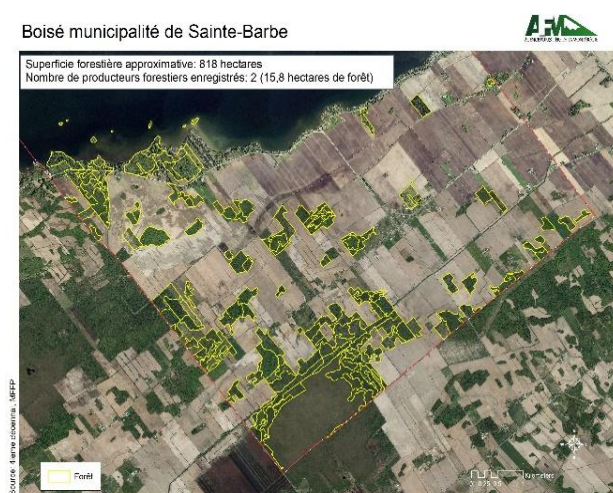 Boisé municipalité de Sainte-Barbe
Superficie forestière approximative: 818 hectares
Nombre de producteurs forestiers enregistrés: 2 (15,8 hectares de forêt)
Forêt
Kilometers